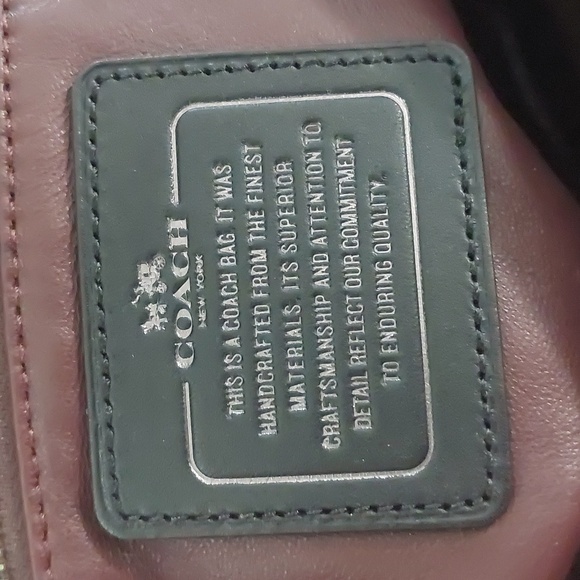 COACH
NEW YORK
THIS IS A COACH BAG. IT WAS
HANDCRAFTED FROM THE FINEST
MATERIALS. ITS SUPERIOR
CRAFTSMANSHIP AND ATTENTION TO
DETAIL REFLECT OUR COMMITMENT
TO ENDURING QUALITY.